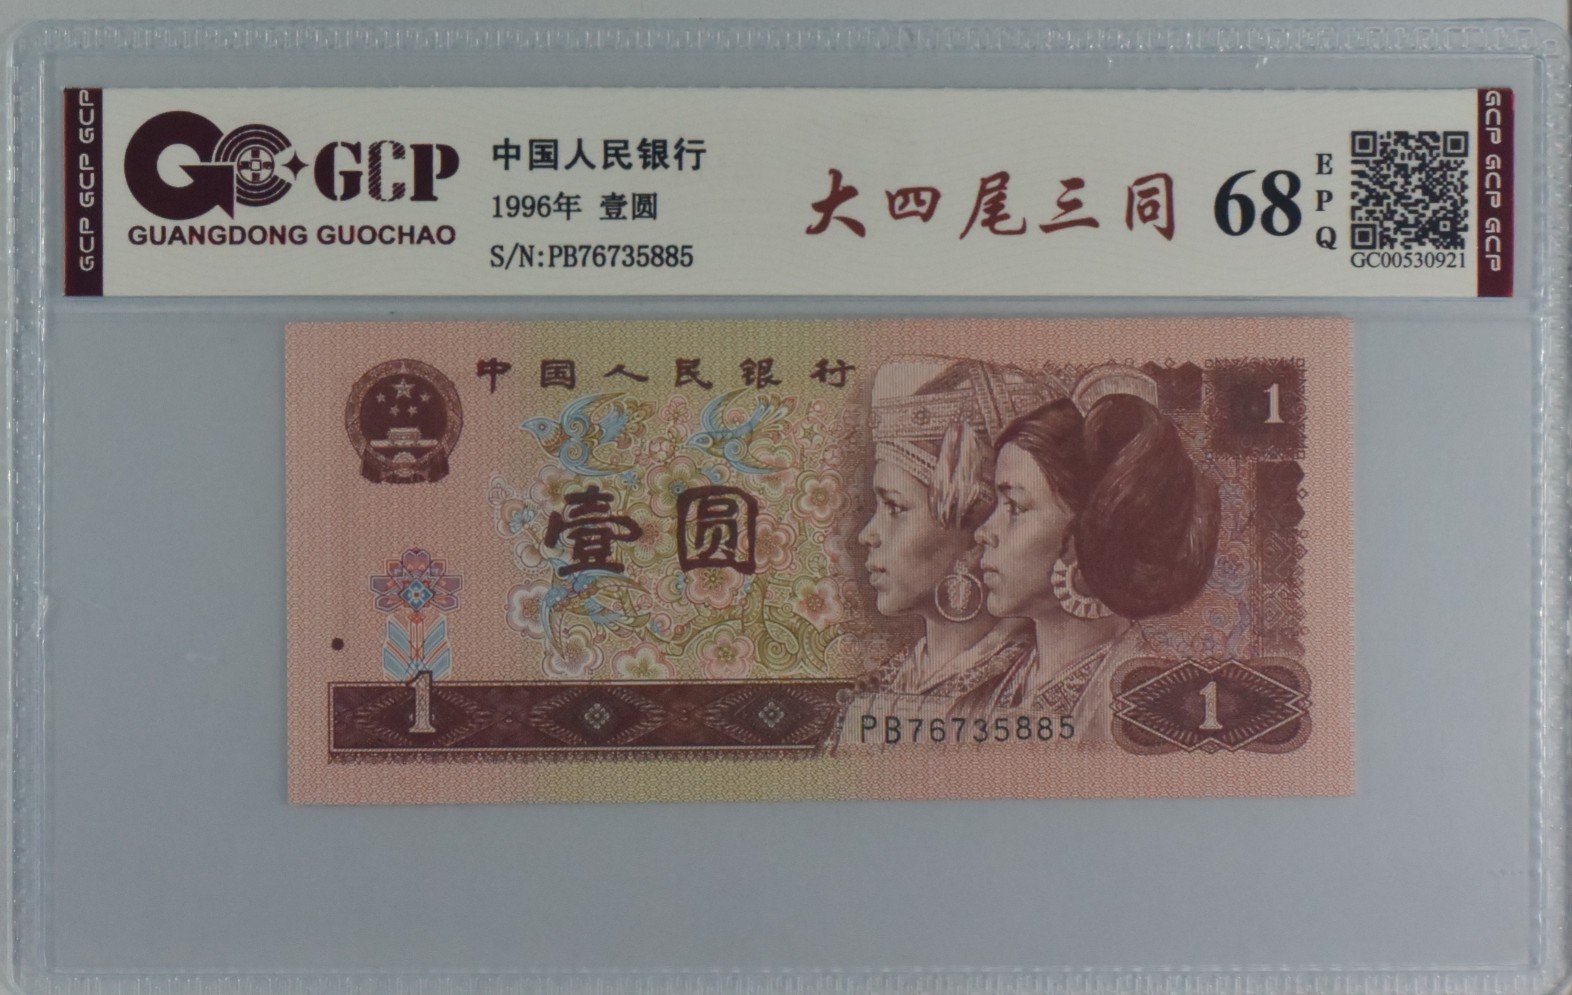 GCP GCP GCP
GCP
GUANGDONG GUOCHAO
中国人民银行
1996年 壹圆
S/N:PB76735885
大四尾三同
68
EPQ
GC00530921
GCP GCP GCP
中国人民银行
1
壹圆
1
PB76735885
1